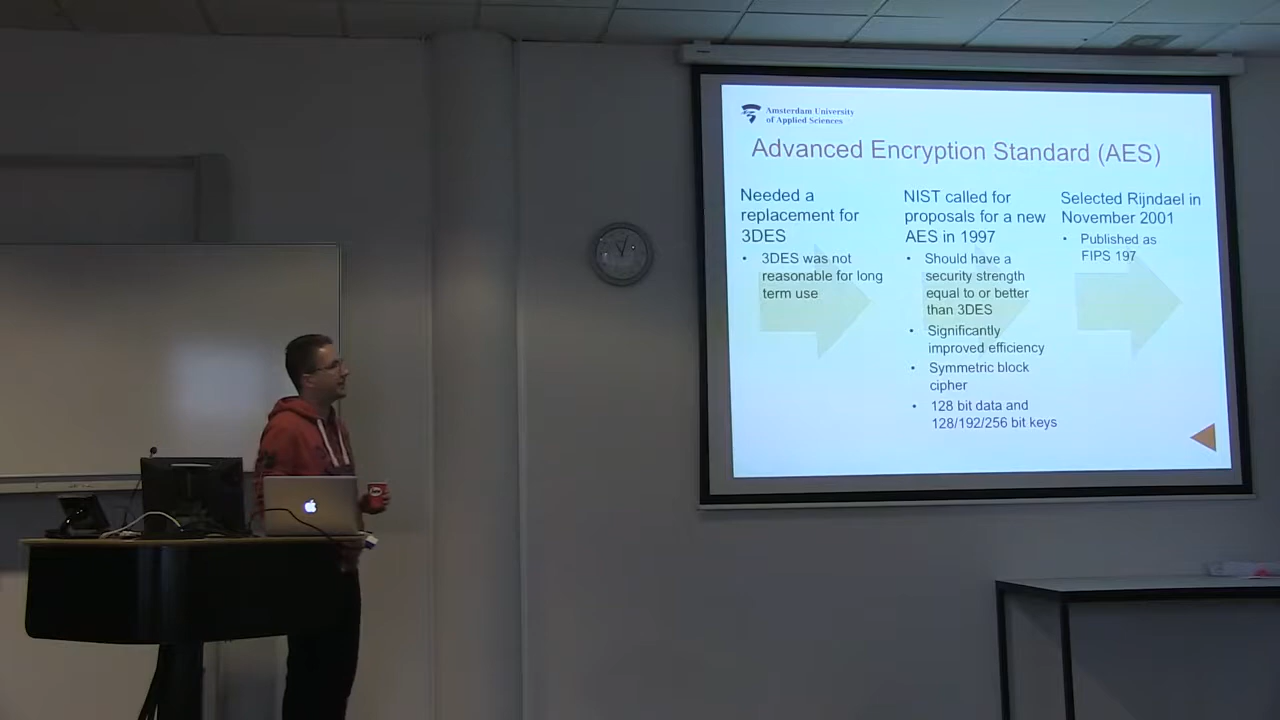 Amsterdam University
of Applied Sciences
Advanced Encryption Standard (AES)
Needed a
replacement for
3DES
• 3DES was not
reasonable for long
term use
NIST called for
proposals for a new
AES in 1997
• Should have a
security strength
equal to or better
than 3DES
• Significantly
improved efficiency
• Symmetric block
cipher
• 128 bit data and
128/192/256 bit keys
Selected Rijndael in
November 2001
• Published as
FIPS 197